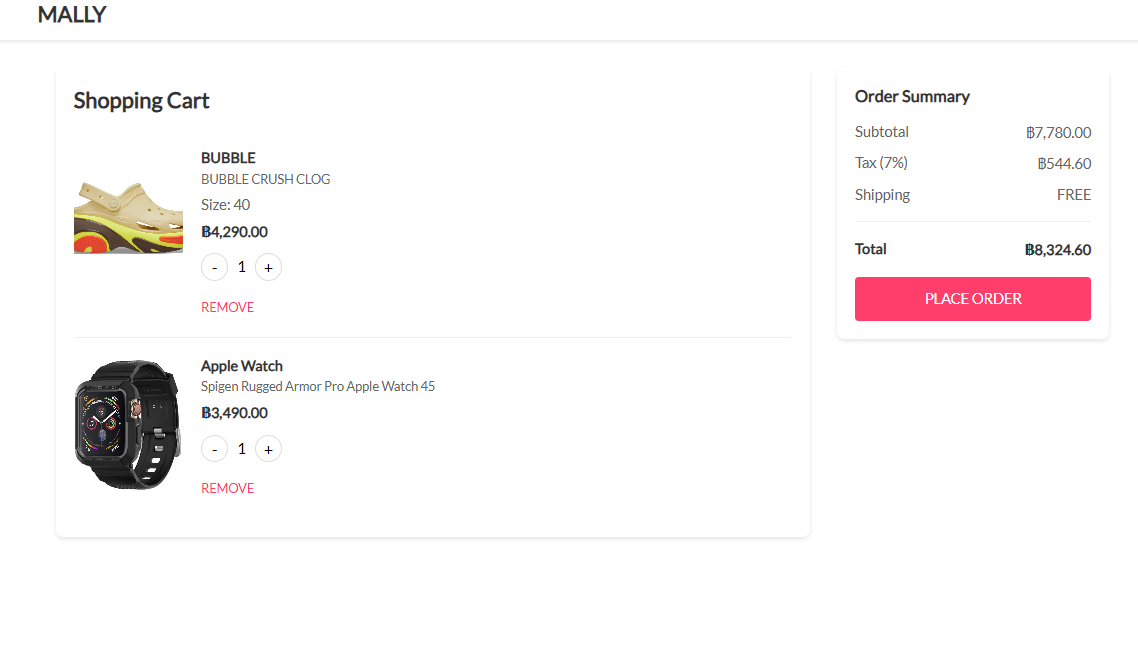 MALLY
Shopping Cart
BUBBLE
BUBBLE CRUSH CLOG
Size: 40
฿4,290.00
- 1 +
REMOVE
Apple Watch
Spigen Rugged Armor Pro Apple Watch 45
฿3,490.00
- 1 +
REMOVE
Order Summary
Subtotal ฿7,780.00
Tax (7%) ฿544.60
Shipping FREE
Total ฿8,324.60
PLACE ORDER